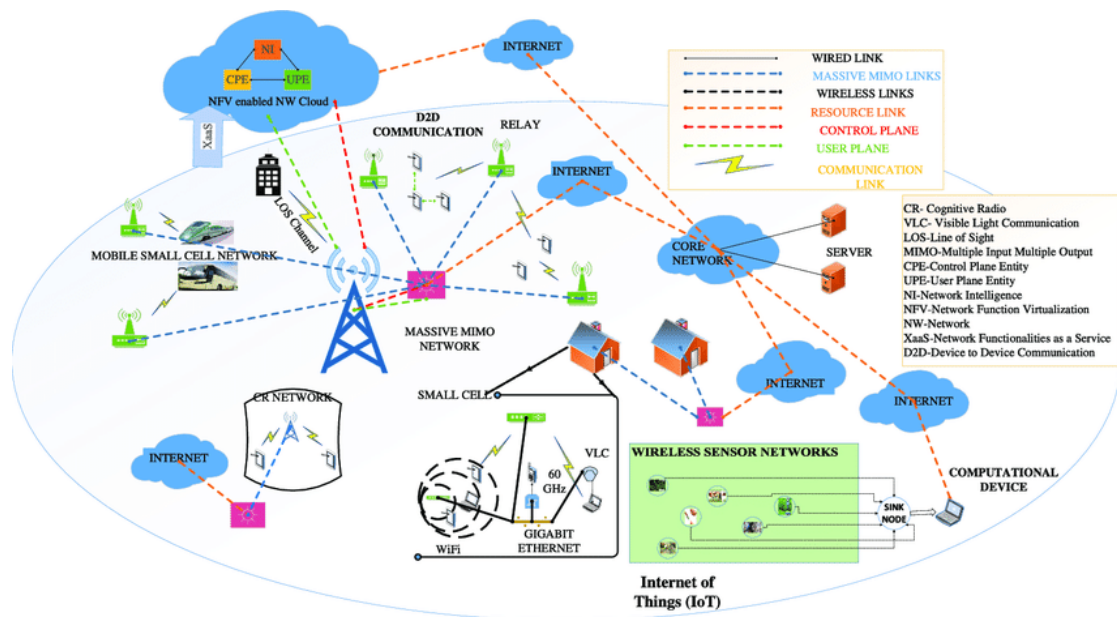 INTERNET
NI
CPE
UPE
NFV enabled NW Cloud
XaaS
D2D
COMMUNICATION
RELAY
LOS Channel
INTERNET
MOBILE SMALL CELL NETWORK
CORE
NETWORK
SERVER
MASSIVE MIMO
NETWORK
WIRED LINK
MASSIVE MIMO LINKS
WIRELESS LINKS
RESOURCE LINK
CONTROL PLANE
USER PLANE
COMMUNICATION
LINK
CR- Cognitive Radio
VLC- Visible Light Communication
LOS-Line of Sight
MIMO-Multiple Input Multiple Output
CPE-Control Plane Entity
UPE-User Plane Entity
NI-Network Intelligence
NFV-Network Function Virtualization
NW-Network
XaaS-Network Functionalities as a Service
D2D-Device to Device Communication
SMALL CELL
INTERNET
INTERNET
CR NETWORK
INTERNET
VLC
60
GHz
GIGABIT
ETHERNET
WiFi
WIRELESS SENSOR NETWORKS
SINK
NODE
COMPUTATIONAL
DEVICE
Internet of
Things (IoT)